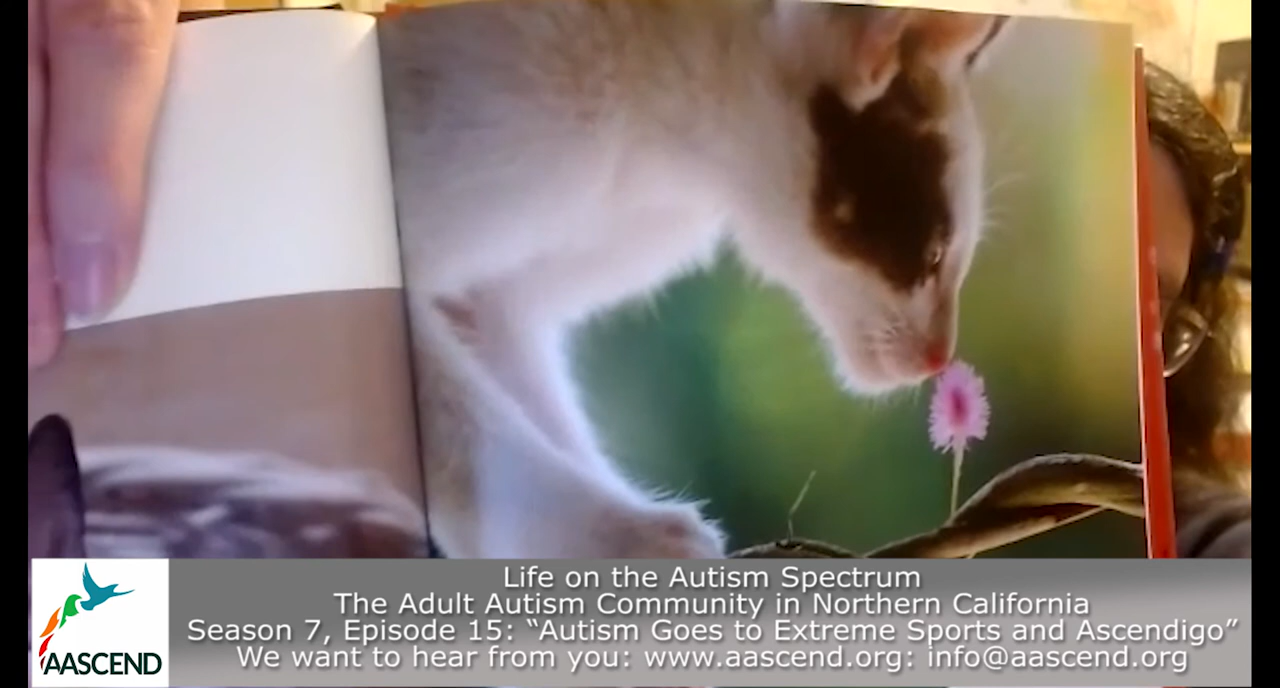 Life on the Autism Spectrum
The Adult Autism Community in Northern California
Season 7, Episode 15: “Autism Goes to Extreme Sports and Ascendigo”
We want to hear from you: www.aascend.org: info@aascend.org
AASCEND